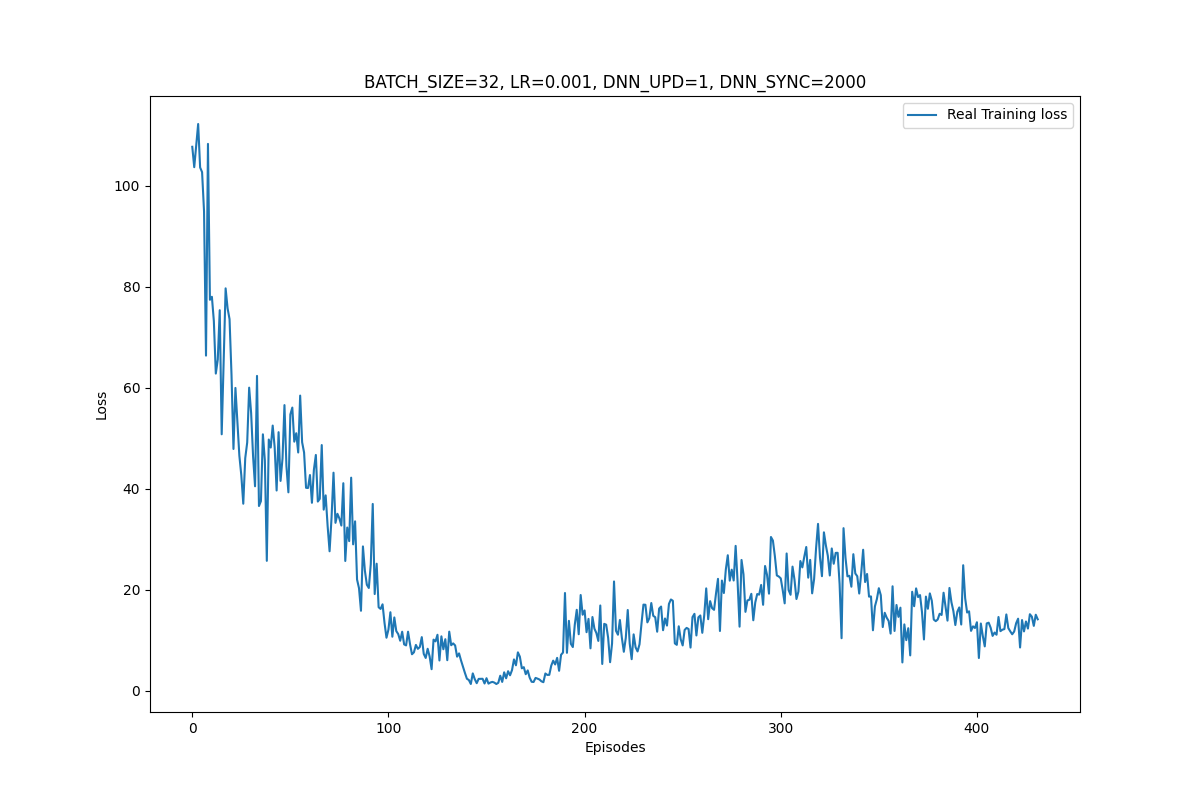 BATCH_SIZE=32, LR=0.001, DNN_UPD=1, DNN_SYNC=2000
Real Training loss
100
80
60
40
20
0
Loss
0 100 200 300 400
Episodes